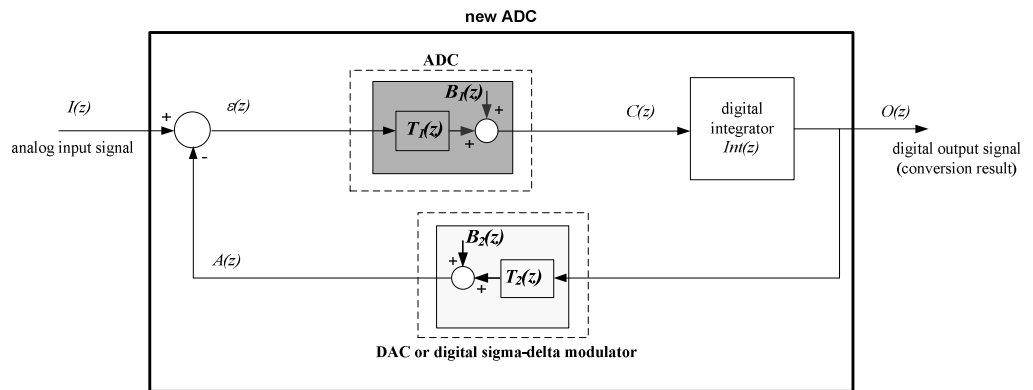 new ADC
ADC
I(z)
+
ε(z)
B₁(z)
+
T₁(z)
+
C(z)
digital
integrator
Int(z)
O(z)
analog input signal
-
digital output signal
(conversion result)
A(z)
B₂(z)
+
+
T₂(z)
DAC or digital sigma-delta modulator